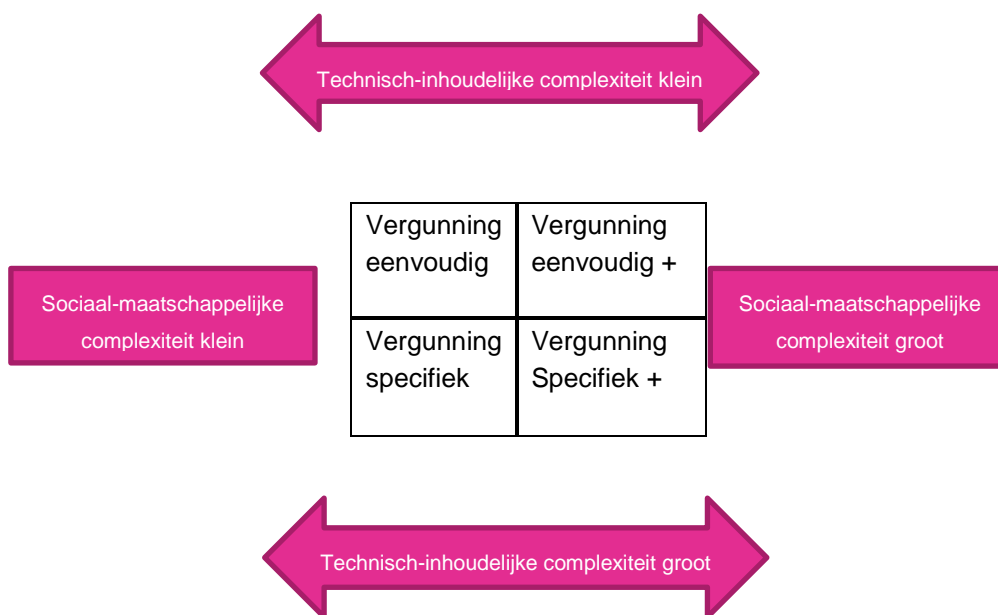 Technisch-inhoudelijke complexiteit klein
Vergunning
eenvoudig
Vergunning
eenvoudig +
Sociaal-maatschappelijke
complexiteit klein
Sociaal-maatschappelijke
complexiteit groot
Vergunning
specifiek
Vergunning
Specifiek +
Technisch-inhoudelijke complexiteit groot